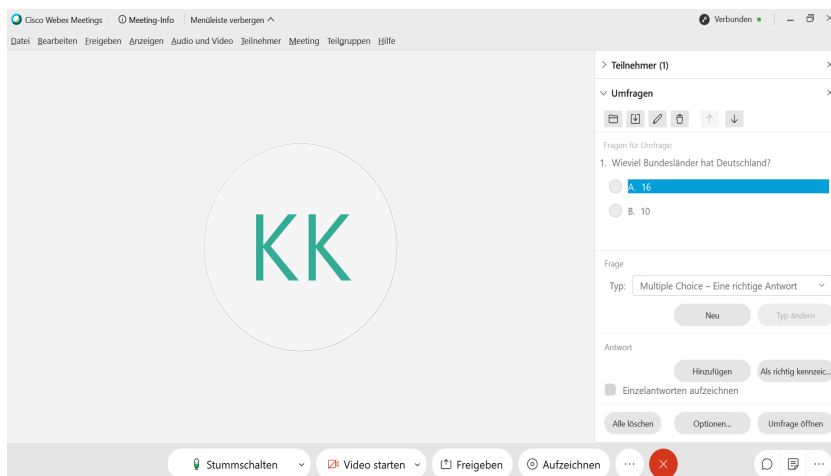 Cisco Webex Meetings Meeting-Info Menüleiste verbergen Verbunden
Datei Bearbeiten Freigeben Anzeigen Audio und Video Teilnehmer Meeting Teilgruppen Hilfe
KK
Teilnehmer (1)
Umfragen
Fragen für Umfrage:
1. Wieviel Bundesländer hat Deutschland?
A. 16
B. 10
Frage
Typ: Multiple Choice – Eine richtige Antwort
Neu Typ ändern
Antwort
Hinzufügen Als richtig kennzeic...
Einzelantworten aufzeichnen
Alle löschen Optionen... Umfrage öffnen
Stummschalten Video starten Freigeben Aufzeichnen